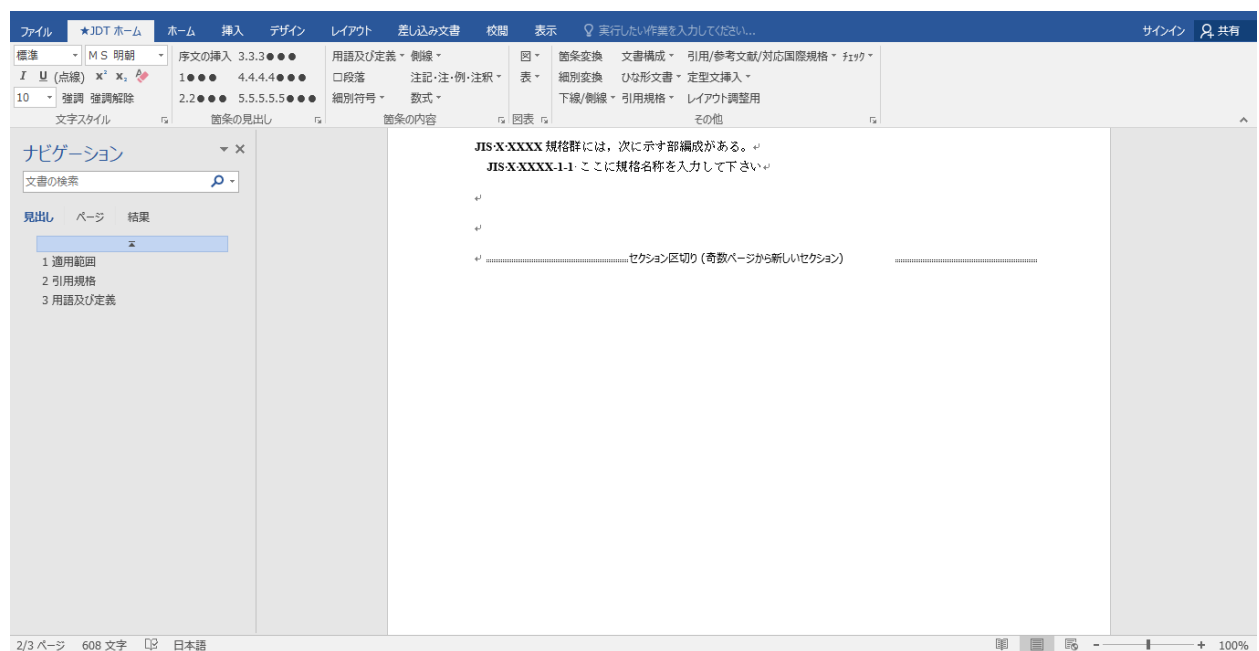 ファイル ★JDT ホーム ホーム 挿入 デザイン レイアウト 差し込み文書 校閲 表示 実行したい作業を入力してください... サインイン 共有
標準 MS 明朝 序文の挿入 3.3.3●●● 用語及び定義 側線 図 箇条変換 文書構成 引用/参考文献/対応国際規格 チェック
I U (点線) X² X₂ A 1●●● 4.4.4.4●●● □段落 注記・注・例・注釈 表 細別変換 ひな形文書 定型文挿入
10 強調 強調解除 2.2●●● 5.5.5.5.5●●● 細別符号 数式 下線/側線 引用規格 レイアウト調整用
文字スタイル 箇条の見出し 箇条の内容 図表 その他
ナビゲーション
文書の検索
見出し ページ 結果
1 適用範囲
2 引用規格
3 用語及び定義
JIS·X·XXXX 規格群には，次に示す部編成がある。↵
JIS·X·XXXX-1-1· ここに規格名称を入力して下さい↵
↵
↵
↵ セクション区切り (奇数ページから新しいセクション)
2/3 ページ 608 文字 日本語 - + 100%